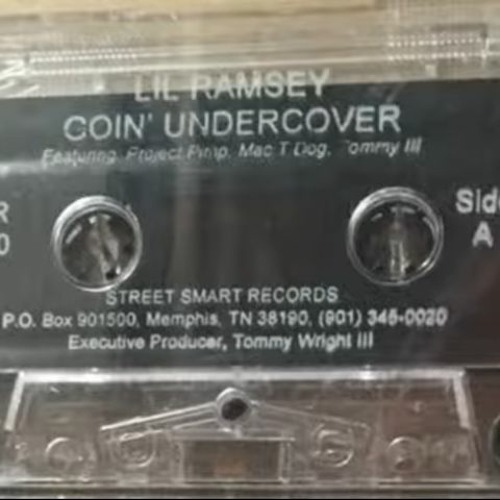 LIL RAMSEY
GOIN' UNDERCOVER
Featuring Project Pimp, Mac T Dog, Tommy III
R
0
Side
A
STREET SMART RECORDS
P.O. Box 901500, Memphis, TN 38190, (901) 345-0020
Executive Producer, Tommy Wright III